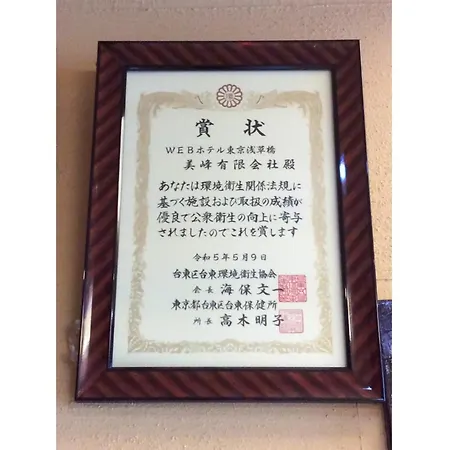 賞状
WEBホテル東京浅草橋
美峰有限会社殿
あなたは環境衛生関係法規に
基づく施設および取扱の成績が
優良で公衆衛生の向上に寄与
されましたのでこれを賞します
令和5年5月9日
台東区台東環境衛生協会
会長 海保文一
東京都台東区台東保健所
所長 高木明子